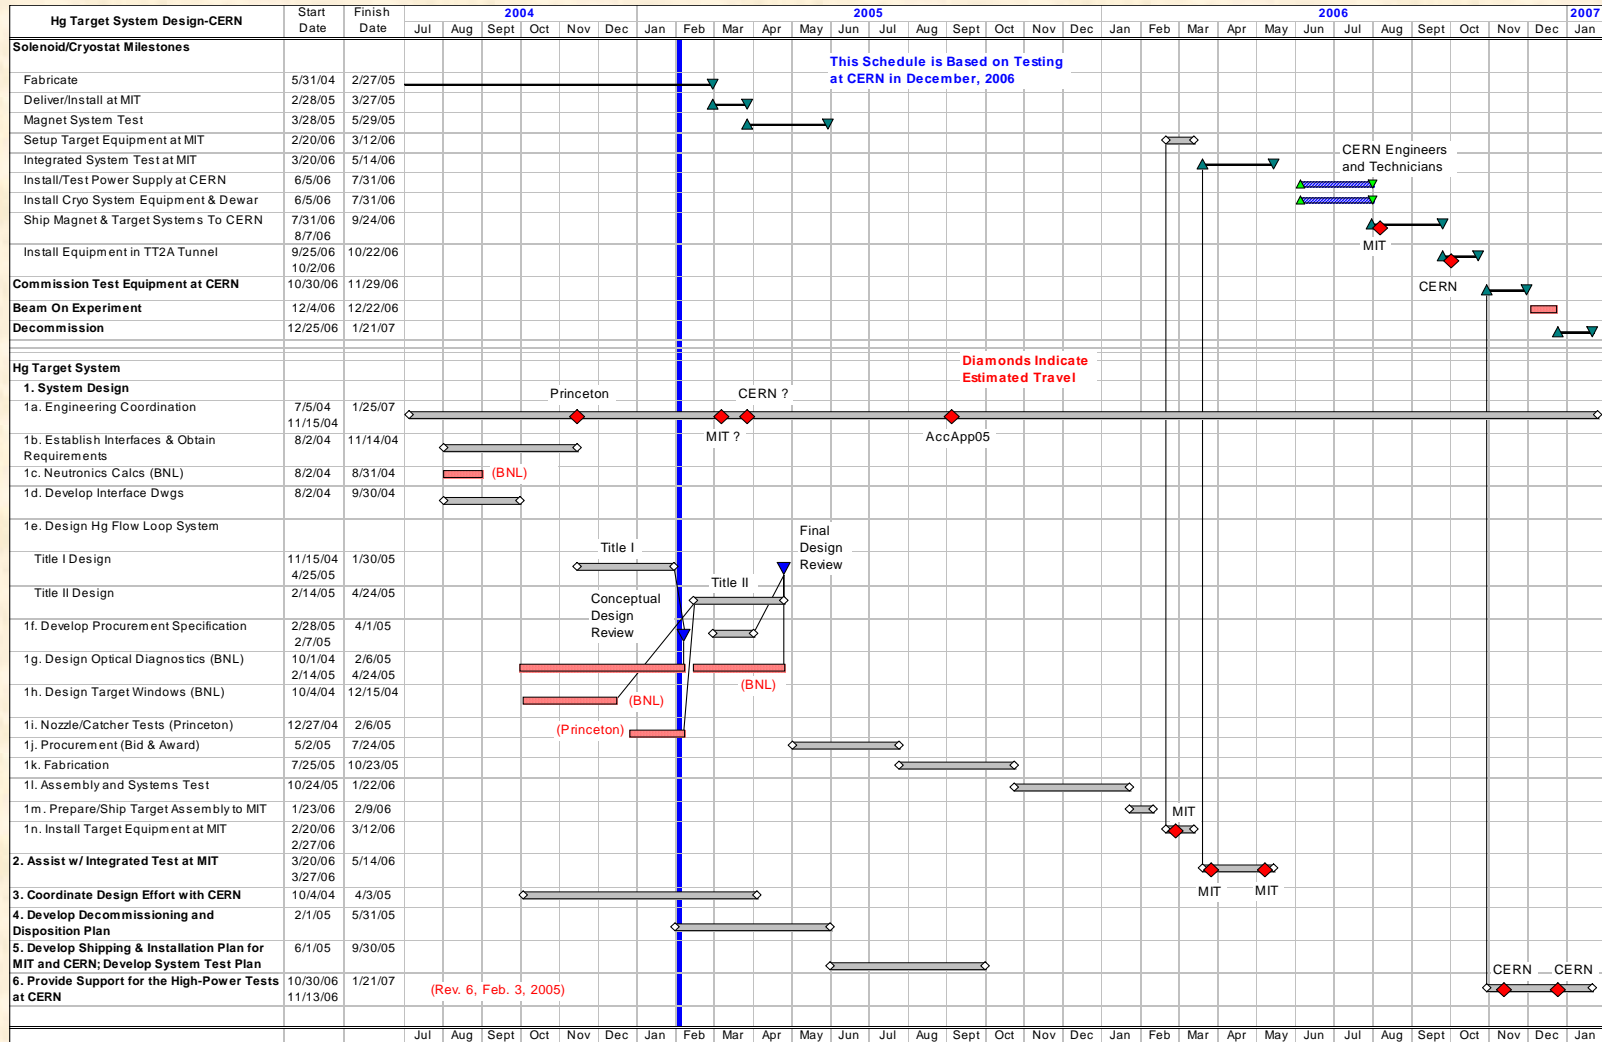 Hg Target System Design-CERN
Start Date
Finish Date
2004
2005
2006
2007
Jul Aug Sept Oct Nov Dec Jan Feb Mar Apr May Jun Jul Aug Sept Oct Nov Dec Jan Feb Mar Apr May Jun Jul Aug Sept Oct Nov Dec Jan
Solenoid/Cryostat Milestones
This Schedule is Based on Testing
at CERN in December, 2006
Fabricate 5/31/04 2/27/05
Deliver/Install at MIT 2/28/05 3/27/05
Magnet System Test 3/28/05 5/29/05
Setup Target Equipment at MIT 2/20/06 3/12/06
CERN Engineers
and Technicians
Integrated System Test at MIT 3/20/06 5/14/06
Install/Test Power Supply at CERN 6/5/06 7/31/06
Install Cryo System Equipment & Dewar 6/5/06 7/31/06
Ship Magnet & Target Systems To CERN 7/31/06 9/24/06
8/7/06
MIT
Install Equipment in TT2A Tunnel 9/25/06 10/22/06
10/2/06
CERN
Commission Test Equipment at CERN 10/30/06 11/29/06
Beam On Experiment 12/4/06 12/22/06
Decommission 12/25/06 1/21/07
Hg Target System
Diamonds Indicate
Estimated Travel
1. System Design
Princeton
CERN ?
1a. Engineering Coordination 7/5/04 1/25/07
11/15/04
MIT ?
AccApp05
1b. Establish Interfaces & Obtain 8/2/04 11/14/04
Requirements
1c. Neutronics Calcs (BNL) 8/2/04 8/31/04
(BNL)
1d. Develop Interface Dwgs 8/2/04 9/30/04
1e. Design Hg Flow Loop System
Final
Design
Review
Title I
Title I Design 11/15/04 1/30/05
4/25/05
Title II
Title II Design 2/14/05 4/24/05
Conceptual
Design
Review
1f. Develop Procurement Specification 2/28/05 4/1/05
2/7/05
1g. Design Optical Diagnostics (BNL) 10/1/04 2/6/05
2/14/05 4/24/05
(BNL)
1h. Design Target Windows (BNL) 10/4/04 12/15/04
(BNL)
1i. Nozzle/Catcher Tests (Princeton) 12/27/04 2/6/05
(Princeton)
1j. Procurement (Bid & Award) 5/2/05 7/24/05
1k. Fabrication 7/25/05 10/23/05
1l. Assembly and Systems Test 10/24/05 1/22/06
1m. Prepare/Ship Target Assembly to MIT 1/23/06 2/9/06
MIT
1n. Install Target Equipment at MIT 2/20/06 3/12/06
2/27/06
2. Assist w/ Integrated Test at MIT 3/20/06 5/14/06
3/27/06
MIT MIT
3. Coordinate Design Effort with CERN 10/4/04 4/3/05
4. Develop Decommissioning and 2/1/05 5/31/05
Disposition Plan
5. Develop Shipping & Installation Plan for 6/1/05 9/30/05
MIT and CERN; Develop System Test Plan
CERN CERN
6. Provide Support for the High-Power Tests 10/30/06 1/21/07
at CERN 11/13/06
(Rev. 6, Feb. 3, 2005)
Jul Aug Sept Oct Nov Dec Jan Feb Mar Apr May Jun Jul Aug Sept Oct Nov Dec Jan Feb Mar Apr May Jun Jul Aug Sept Oct Nov Dec Jan